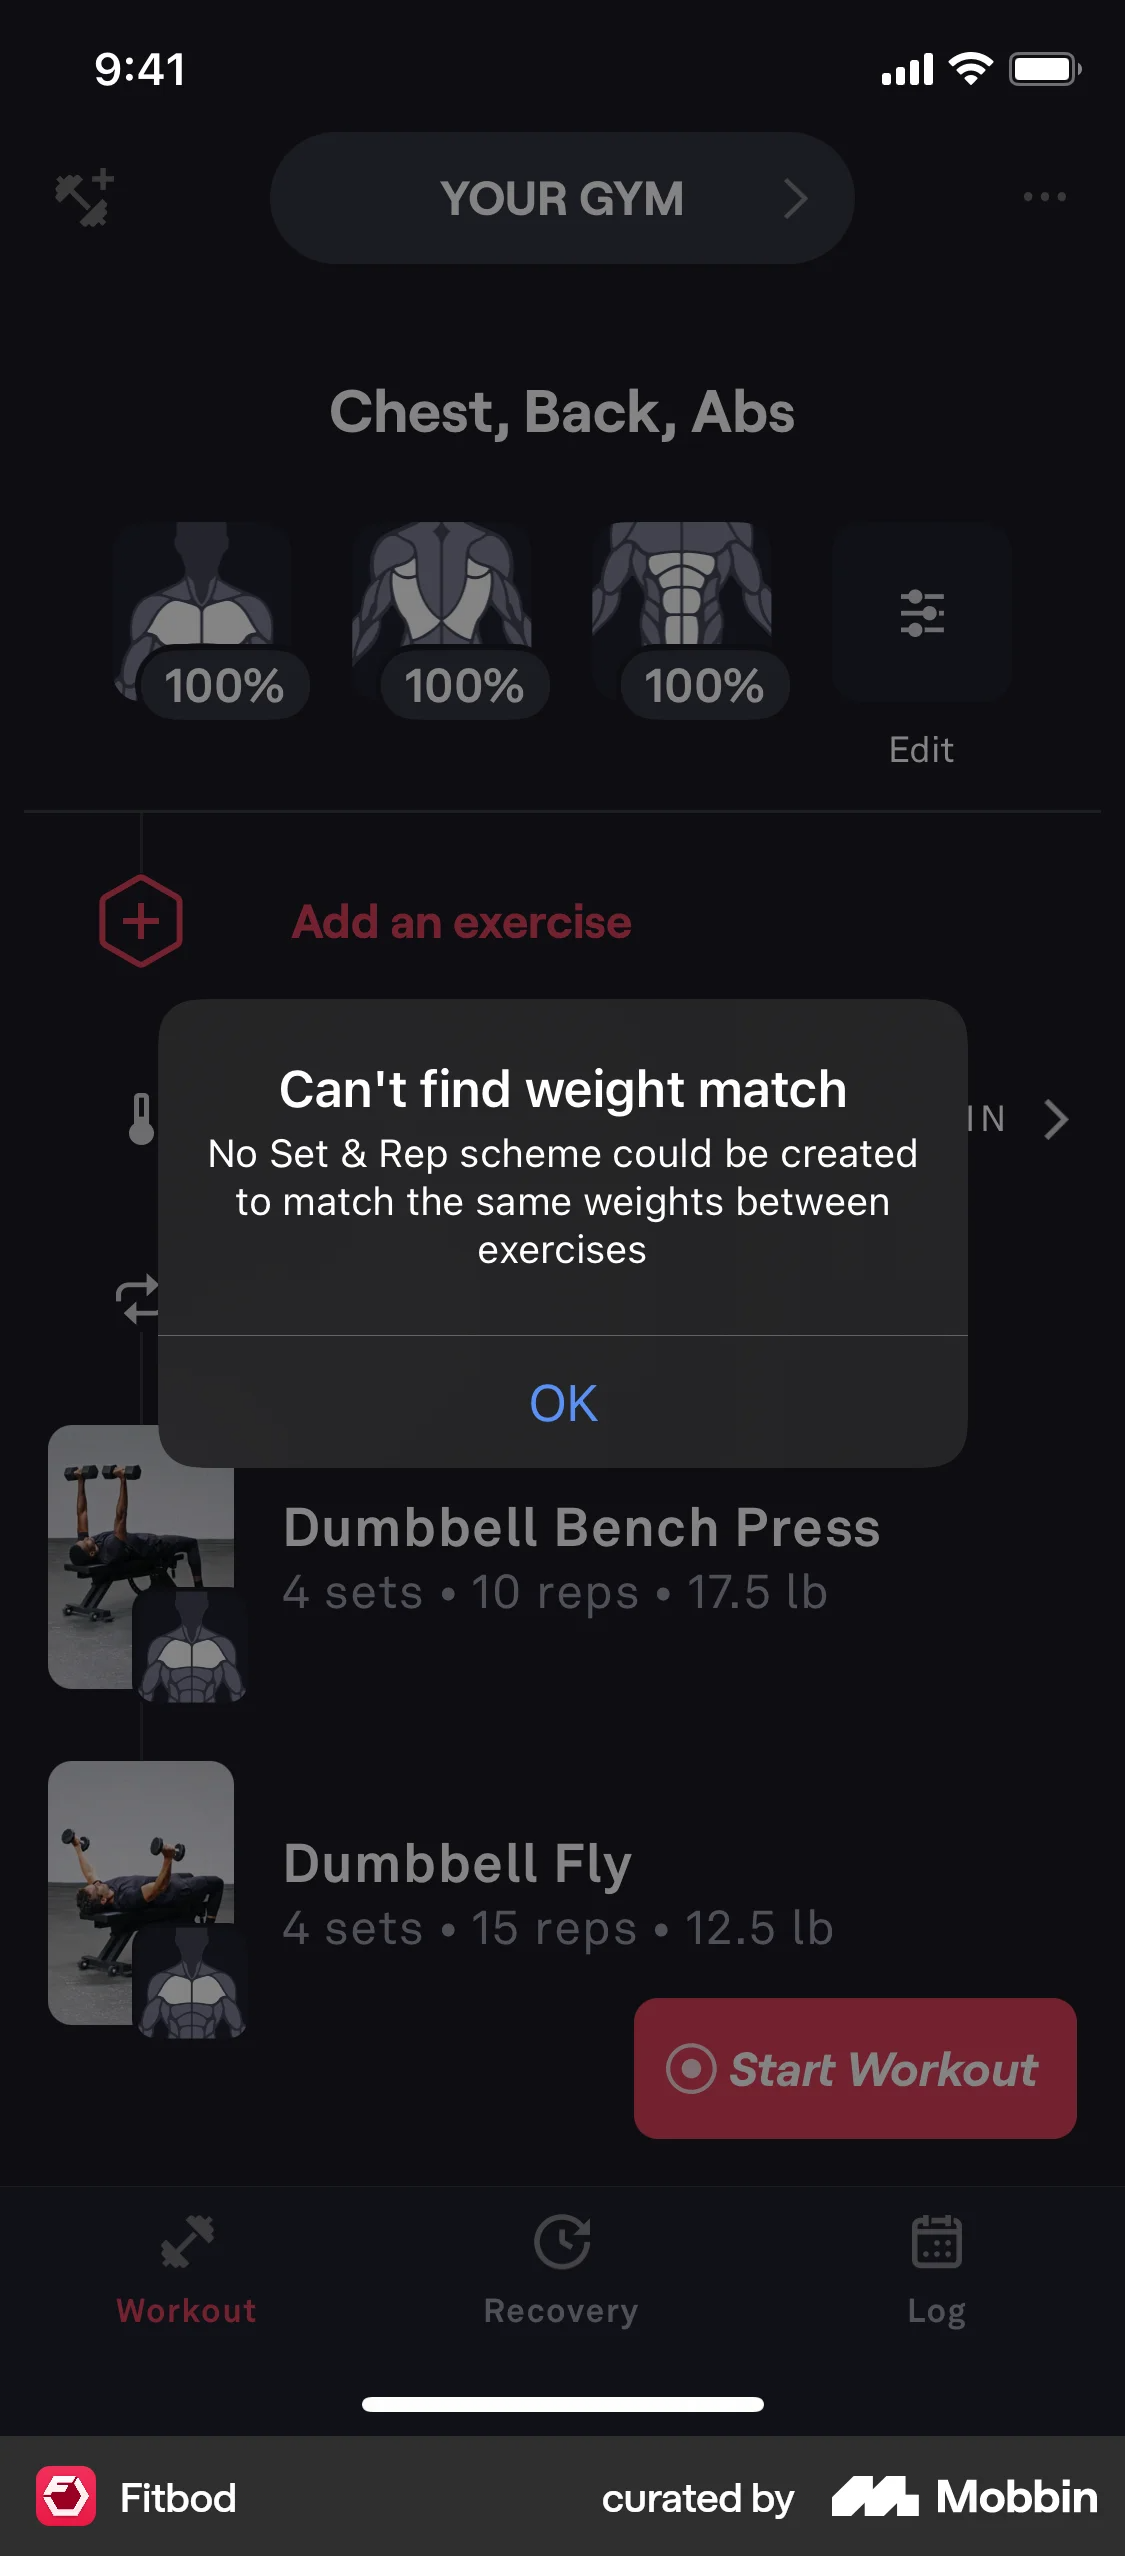 9:41
YOUR GYM
Chest, Back, Abs
100%
100%
100%
Edit
Add an exercise
Can't find weight match
No Set & Rep scheme could be created
to match the same weights between
exercises
IN
OK
Dumbbell Bench Press
4 sets • 10 reps • 17.5 lb
Dumbbell Fly
4 sets • 15 reps • 12.5 lb
Start Workout
Workout
Recovery
Log
Fitbod
curated by
Mobbin